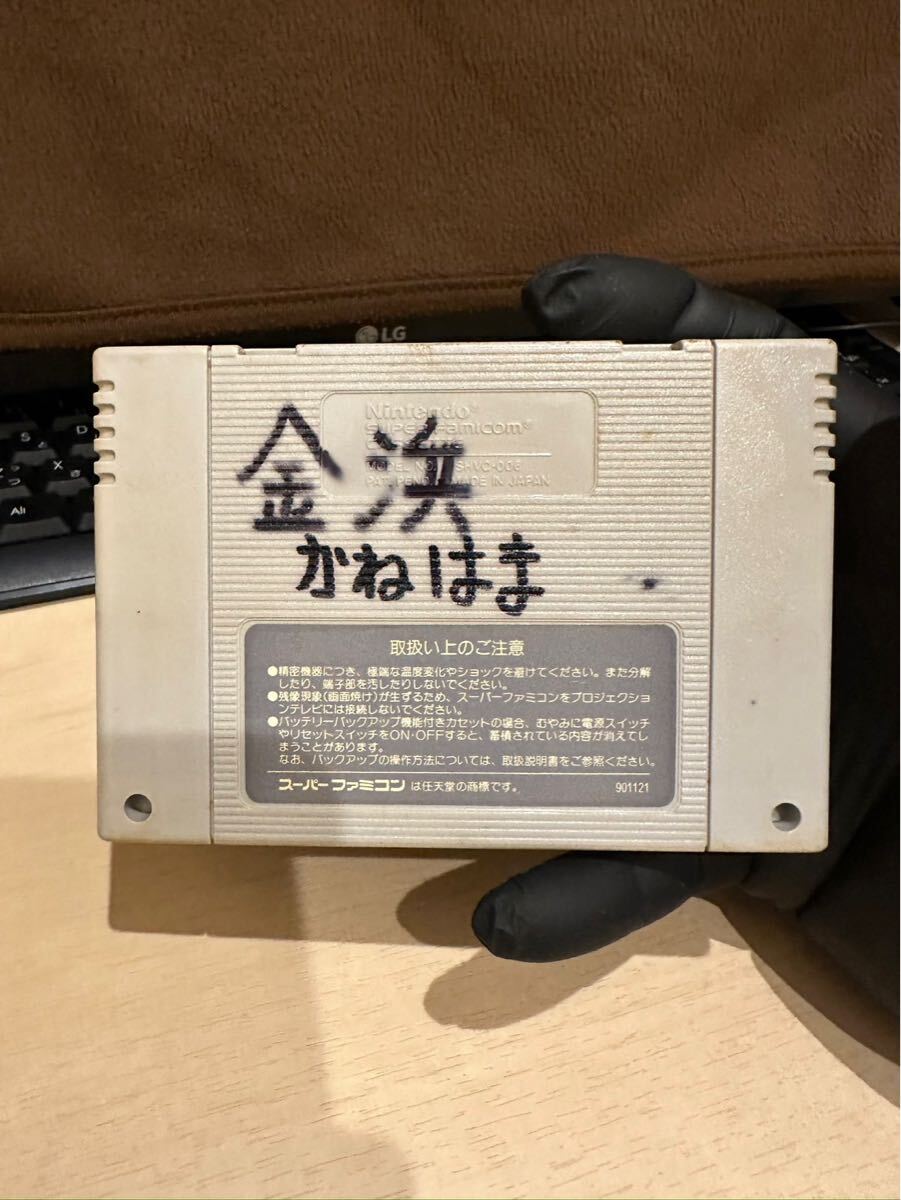 LG
Nintendo®
SUPER Famicom®
MODEL NO. SHVC-006
PAT. PEND. MADE IN JAPAN
金浜
かねはま
取扱い上のご注意
●精密機器につき、極端な温度変化やショックを避けてください。また分解
したり、端子部を汚したりしないでください。
●残像現象(画面焼け)が生ずるため、スーパーファミコンをプロジェクショ
ンテレビには接続しないでください。
●バッテリーバックアップ機能付きカセットの場合、むやみに電源スイッチ
やリセットスイッチをON・OFFすると、蓄積されている内容が消えてし
まうことがあります。
なお、バックアップの操作方法については、取扱説明書をご参照ください。
スーパーファミコン は任天堂の商標です。 901121